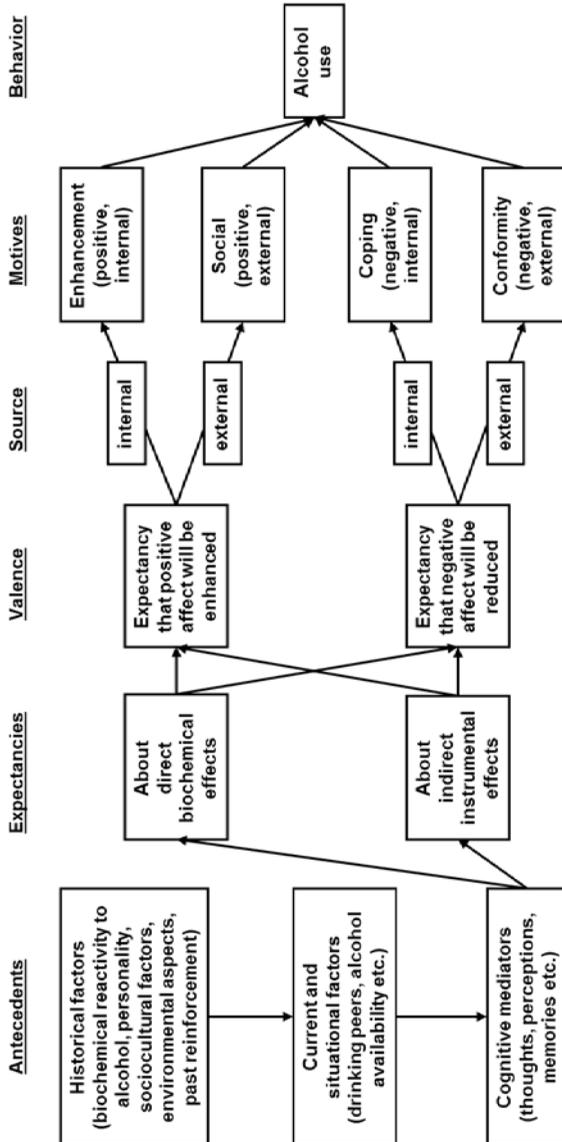 Antecedents
Expectancies
Valence
Source
Motives
Behavior
Historical factors
(biochemical reactivity to
alcohol, personality,
sociocultural factors,
environmental aspects,
past reinforcement)
Current and
situational factors
(drinking peers, alcohol
availability etc.)
Cognitive mediators
(thoughts, perceptions,
memories etc.)
About
direct
biochemical
effects
About
indirect
instrumental
effects
Expectancy
that positive
affect will be
enhanced
Expectancy
that negative
affect will be
reduced
internal
external
internal
external
Enhancement
(positive,
internal)
Social
(positive,
external)
Coping
(negative,
internal)
Conformity
(negative,
external)
Alcohol
use